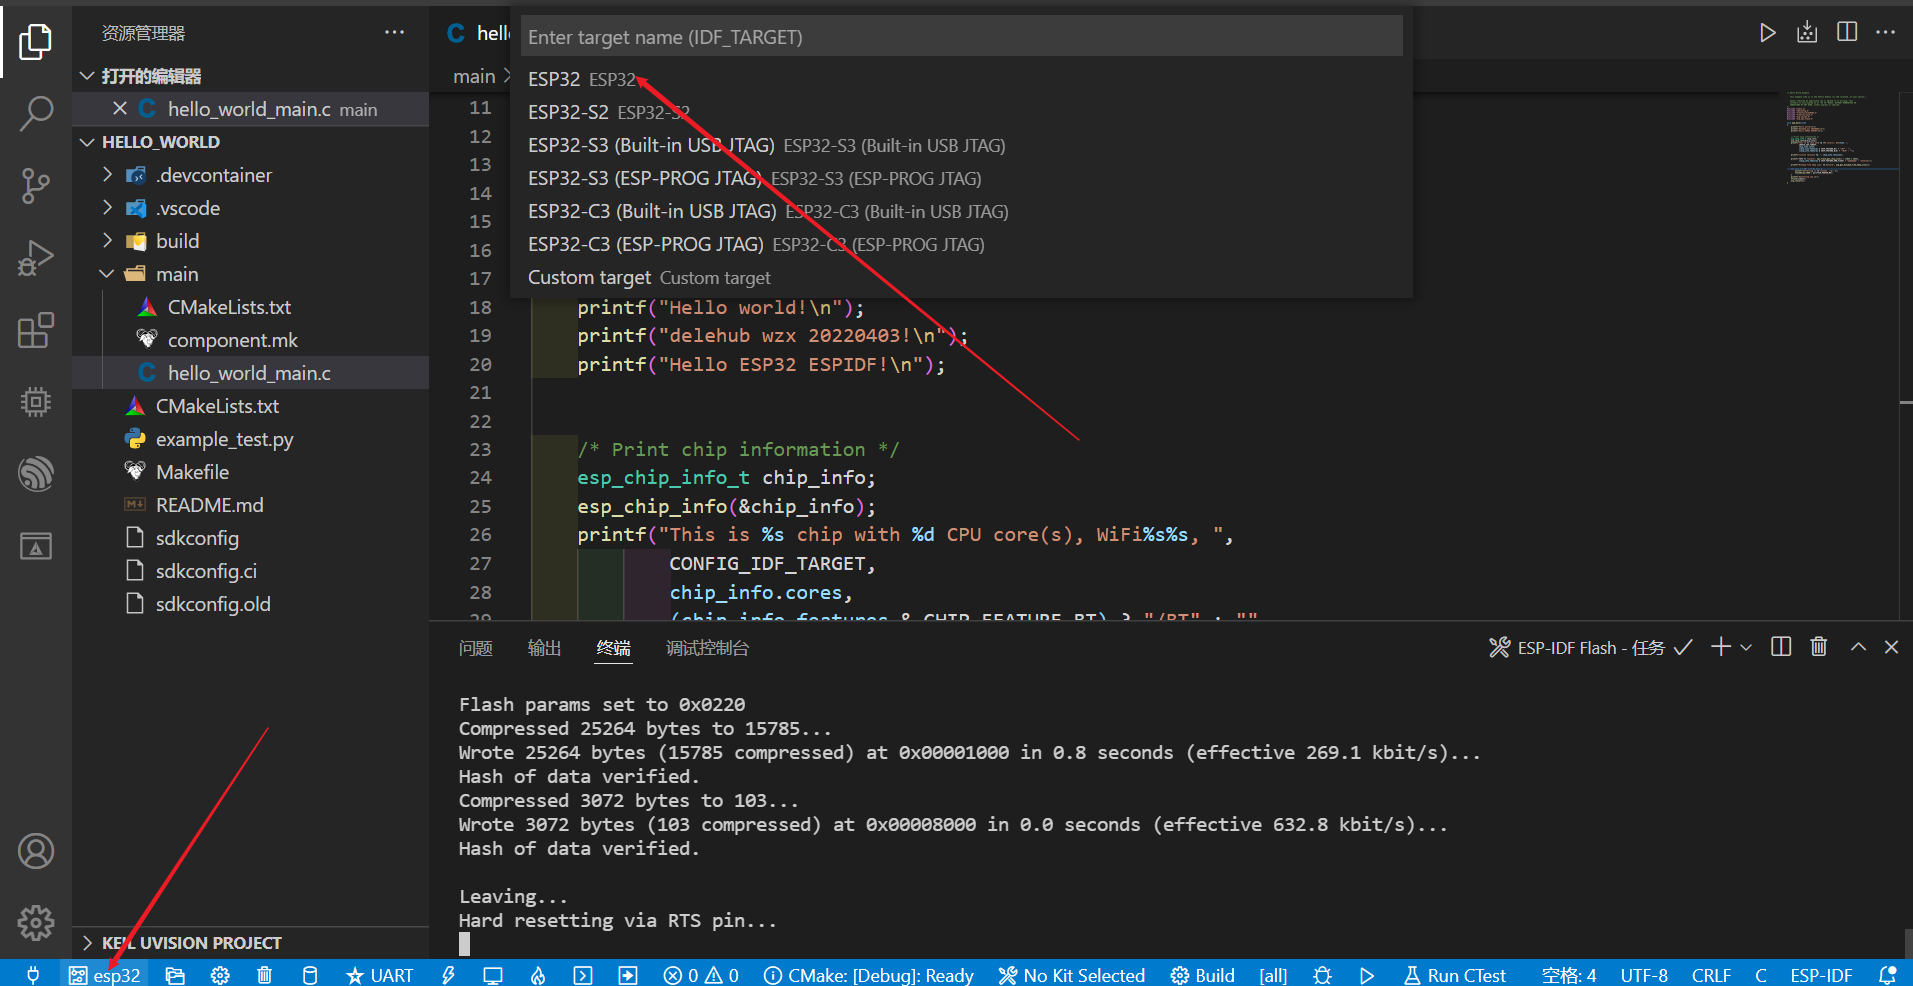 资源管理器
打开的编辑器
hello_world_main.c main
HELLO_WORLD
.devcontainer
.vscode
build
main
CMakeLists.txt
component.mk
hello_world_main.c
CMakeLists.txt
example_test.py
Makefile
README.md
sdkconfig
sdkconfig.ci
sdkconfig.old
KEIL UVISION PROJECT
C hell
main
Enter target name (IDF_TARGET)
ESP32 ESP32
ESP32-S2 ESP32-S2
ESP32-S3 (Built-in USB JTAG) ESP32-S3 (Built-in USB JTAG)
ESP32-S3 (ESP-PROG JTAG) ESP32-S3 (ESP-PROG JTAG)
ESP32-C3 (Built-in USB JTAG) ESP32-C3 (Built-in USB JTAG)
ESP32-C3 (ESP-PROG JTAG) ESP32-C3 (ESP-PROG JTAG)
Custom target Custom target
11
12
13
14
15
16
17
18 printf("Hello world!\n");
19 printf("delehub wzx 20220403!\n");
20 printf("Hello ESP32 ESPIDF!\n");
21
22
23 /* Print chip information */
24 esp_chip_info_t chip_info;
25 esp_chip_info(&chip_info);
26 printf("This is %s chip with %d CPU core(s), WiFi%s%s, ",
27 CONFIG_IDF_TARGET,
28 chip_info.cores,
29 (chip_info.features & CHIP_FEATURE_BT) ? "/BT" : ""
问题 输出 终端 调试控制台
ESP-IDF Flash - 任务
Flash params set to 0x0220
Compressed 25264 bytes to 15785...
Wrote 25264 bytes (15785 compressed) at 0x00001000 in 0.8 seconds (effective 269.1 kbit/s)...
Hash of data verified.
Compressed 3072 bytes to 103...
Wrote 3072 bytes (103 compressed) at 0x00008000 in 0.0 seconds (effective 632.8 kbit/s)...
Hash of data verified.
Leaving...
Hard resetting via RTS pin...
esp32 UART 0 0 CMake: [Debug]: Ready No Kit Selected Build [all] Run CTest 空格: 4 UTF-8 CRLF C ESP-IDF